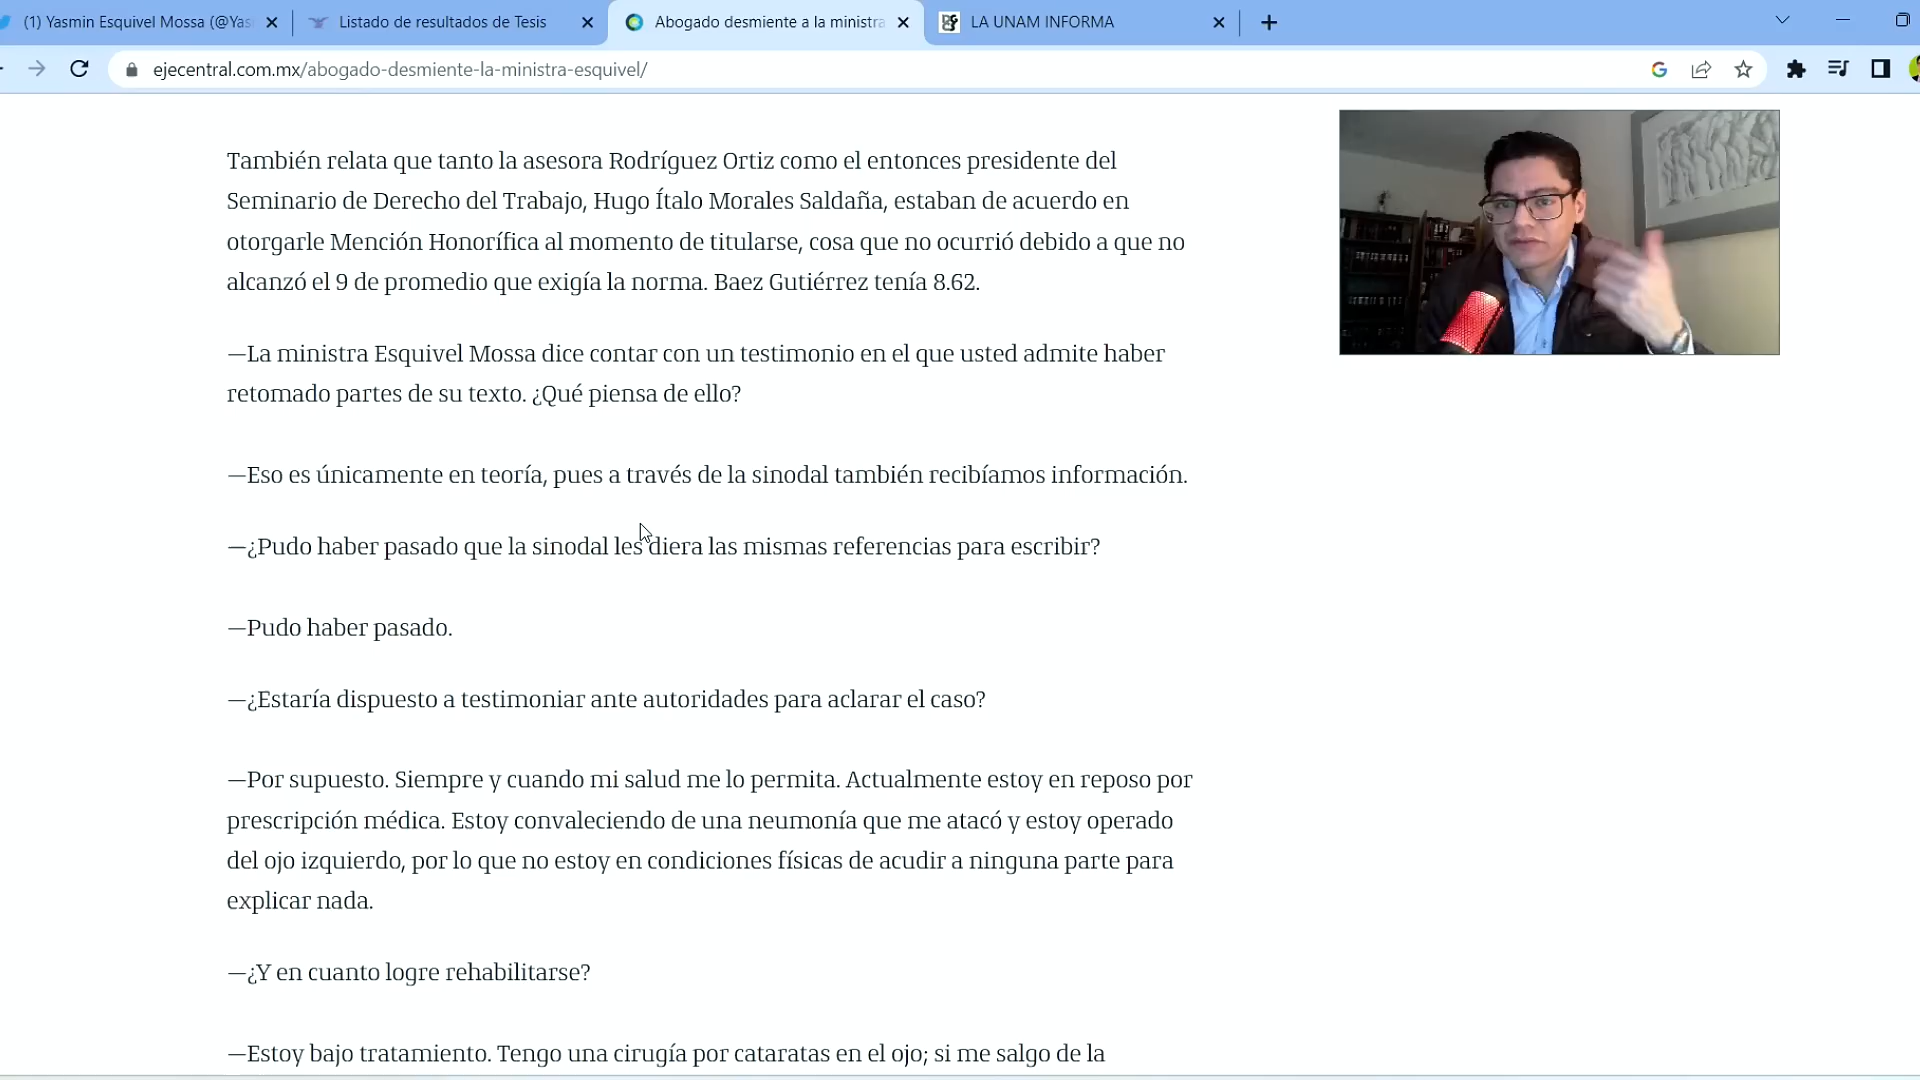 (1) Yasmin Esquivel Mossa (@Yas
Listado de resultados de Tesis
Abogado desmiente a la ministra
LA UNAM INFORMA
ejecentral.com.mx/abogado-desmiente-la-ministra-esquivel/
También relata que tanto la asesora Rodríguez Ortiz como el entonces presidente del
Seminario de Derecho del Trabajo, Hugo Ítalo Morales Saldaña, estaban de acuerdo en
otorgarle Mención Honorífica al momento de titularse, cosa que no ocurrió debido a que no
alcanzó el 9 de promedio que exigía la norma. Baez Gutiérrez tenía 8.62.
—La ministra Esquivel Mossa dice contar con un testimonio en el que usted admite haber
retomado partes de su texto. ¿Qué piensa de ello?
—Eso es únicamente en teoría, pues a través de la sinodal también recibíamos información.
—¿Pudo haber pasado que la sinodal les diera las mismas referencias para escribir?
—Pudo haber pasado.
—¿Estaría dispuesto a testimoniar ante autoridades para aclarar el caso?
—Por supuesto. Siempre y cuando mi salud me lo permita. Actualmente estoy en reposo por
prescripción médica. Estoy convaleciendo de una neumonía que me atacó y estoy operado
del ojo izquierdo, por lo que no estoy en condiciones físicas de acudir a ninguna parte para
explicar nada.
—¿Y en cuanto logre rehabilitarse?
—Estoy bajo tratamiento. Tengo una cirugía por cataratas en el ojo; si me salgo de la